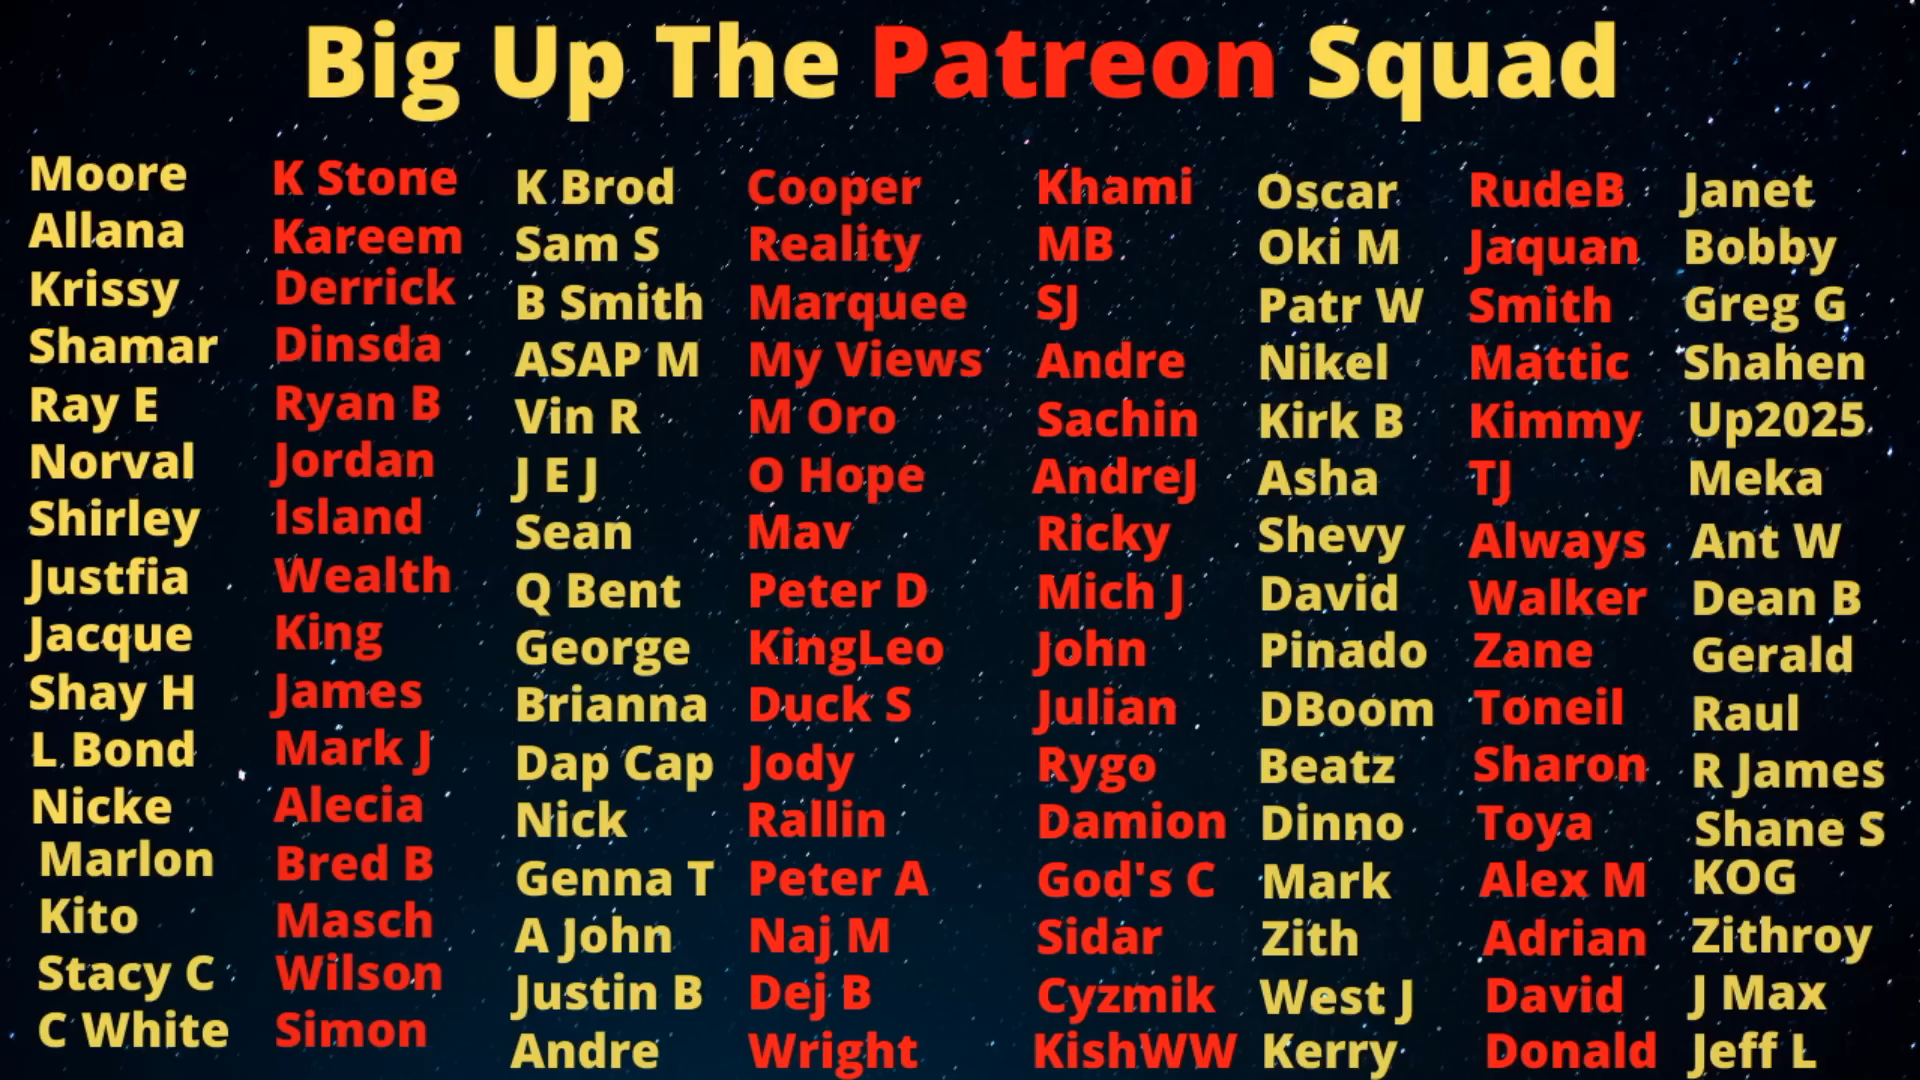 Big Up The Patreon Squad
Moore
Allana
Krissy
Shamar
Ray E
Norval
Shirley
Justfia
Jacque
Shay H
L Bond
Nicke
Marlon
Kito
Stacy C
C White
K Stone
Kareem
Derrick
Dinsda
Ryan B
Jordan
Island
Wealth
King
James
Mark J
Alecia
Bred B
Masch
Wilson
Simon
K Brod
Sam S
B Smith
ASAP M
Vin R
J E J
Sean
Q Bent
George
Brianna
Dap Cap
Nick
Genna T
A John
Justin B
Andre
Cooper
Reality
Marquee
My Views
M Oro
O Hope
Mav
Peter D
KingLeo
Duck S
Jody
Rallin
Peter A
Naj M
Dej B
Wright
Khami
MB
SJ
Andre
Sachin
AndreJ
Ricky
Mich J
John
Julian
Rygo
Damion
God's C
Sidar
Cyzmik
KishWW
Oscar
Oki M
Patr W
Nikel
Kirk B
Asha
Shevy
David
Pinado
DBoom
Beatz
Dinno
Mark
Zith
West J
Kerry
RudeB
Jaquan
Smith
Mattic
Kimmy
TJ
Always
Walker
Zane
Toneil
Sharon
Toya
Alex M
Adrian
David
Donald
Janet
Bobby
Greg G
Shahen
Up2025
Meka
Ant W
Dean B
Gerald
Raul
R James
Shane S
KOG
Zithroy
J Max
Jeff L